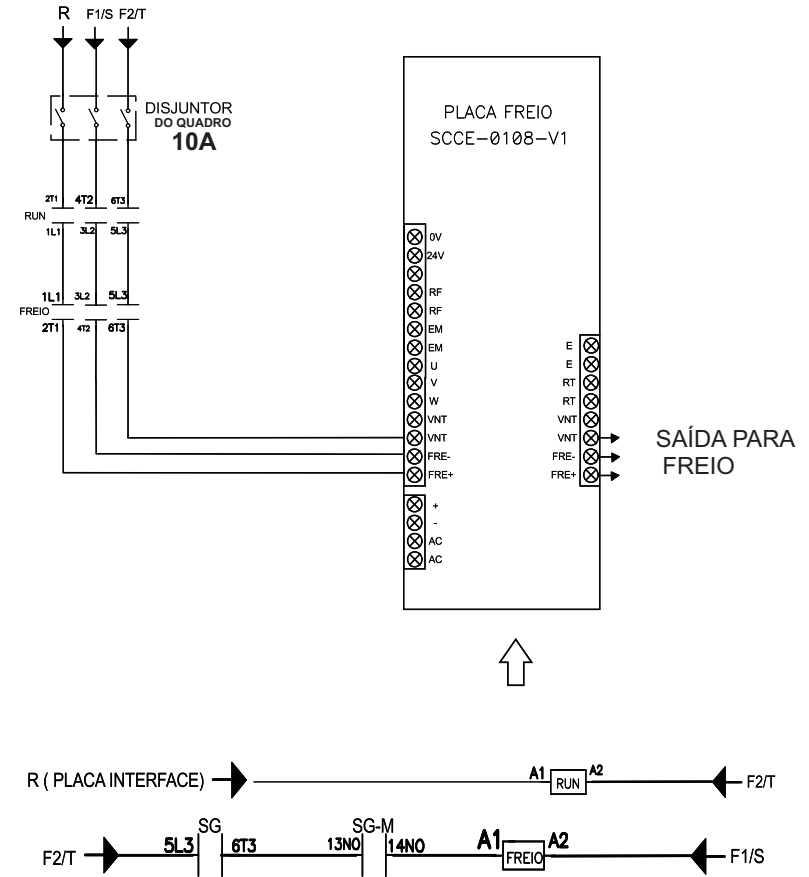 R F1/S F2/T
DISJUNTOR
DO QUADRO
10A
PLACA FREIO
SCCE-0108-V1
2T1 4T2 6T3
RUN
1L1 3L2 5L3
1L1 3L2 5L3
FREIO
2T1 4T2 6T3
0V
24V
RF
RF
EM
EM
U
V
W
VNT
VNT
FRE-
FRE+
+
-
AC
AC
E
E
RT
RT
VNT
VNT
FRE-
FRE+
SAÍDA PARA
FREIO
R ( PLACA INTERFACE) A1 RUN A2 F2/T
SG SG-M
F2/T 5L3 6T3 13NO 14NO A1 FREIO A2 F1/S